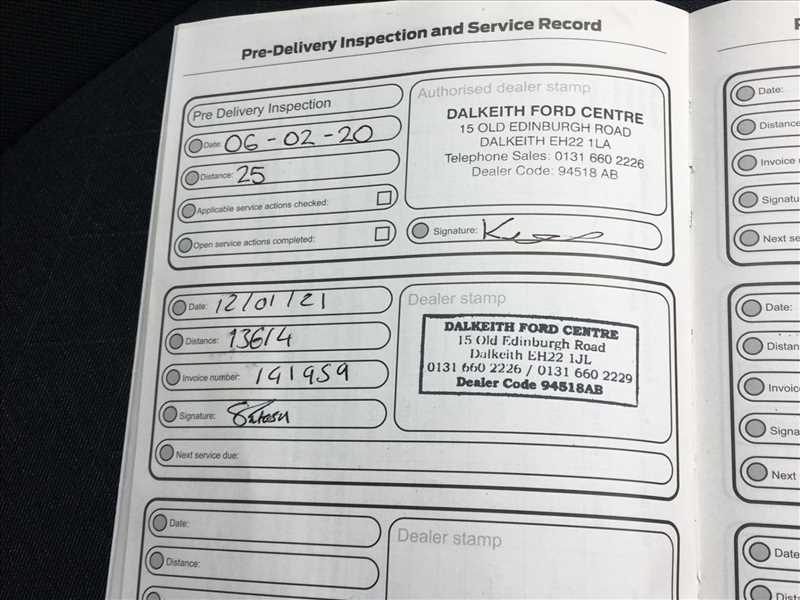 Pre-Delivery Inspection and Service Record
Pre Delivery Inspection
Date: 06-02-20
Distance: 25
Applicable service actions checked:
Open service actions completed:
Authorised dealer stamp
DALKEITH FORD CENTRE
15 OLD EDINBURGH ROAD
DALKEITH EH22 1LA
Telephone Sales: 0131 660 2226
Dealer Code: 94518 AB
Signature:
Date: 12/01/21
Distance: 13614
Invoice number: 191959
Signature:
Next service due:
Dealer stamp
DALKEITH FORD CENTRE
15 Old Edinburgh Road
Dalkeith EH22 1JL
0131 660 2226 / 0131 660 2229
Dealer Code 94518AB
Date:
Distance:
Dealer stamp
Date:
Distance
Invoice
Signatu
Next se
Date:
Distan
Invoic
Signa
Next
Date
Dista